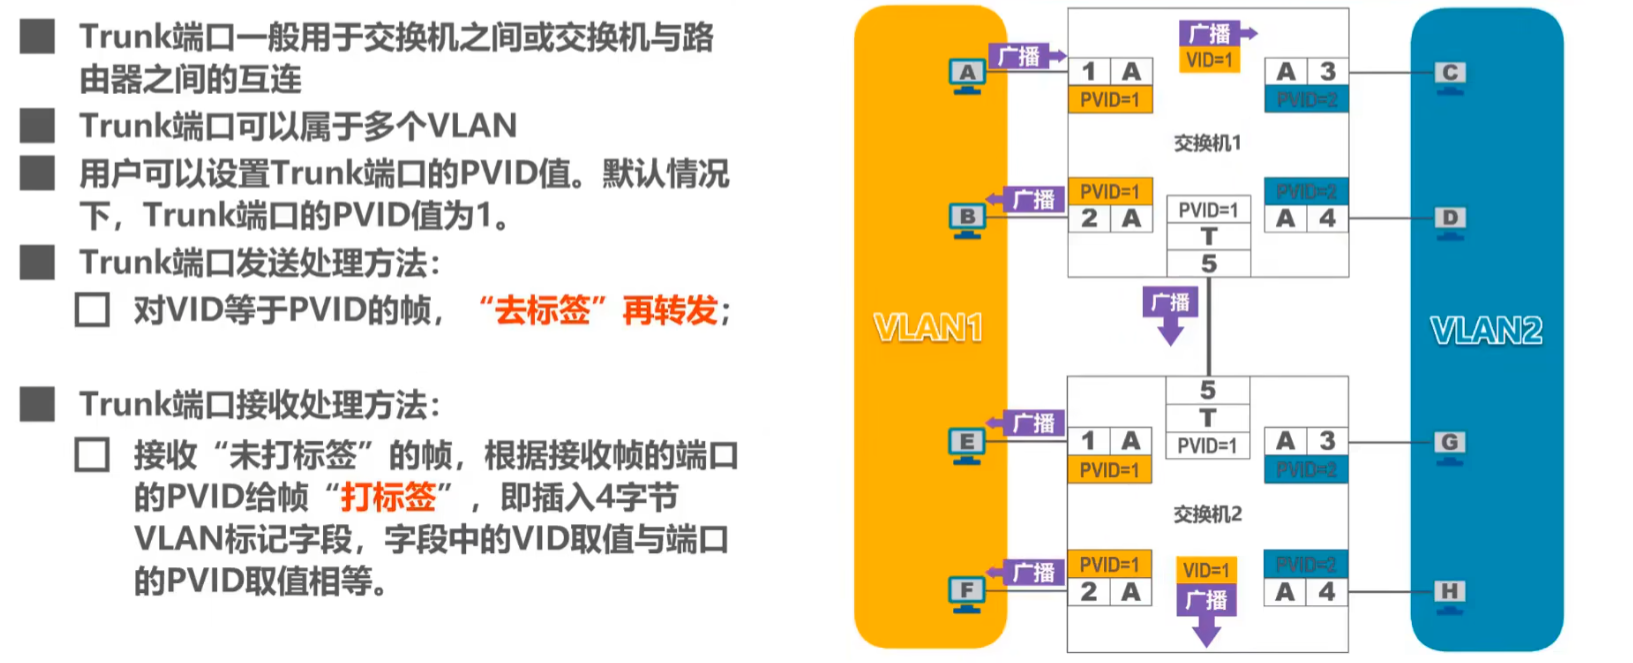 Trunk端口一般用于交换机之间或交换机与路
由器之间的互连
Trunk端口可以属于多个VLAN
用户可以设置Trunk端口的PVID值。默认情况
下，Trunk端口的PVID值为1。
Trunk端口发送处理方法：
对VID等于PVID的帧，“去标签”再转发；
Trunk端口接收处理方法：
接收“未打标签”的帧，根据接收帧的端口
的PVID给帧“打标签”，即插入4字节
VLAN标记字段，字段中的VID取值与端口
的PVID取值相等。
VLAN1
A
广播
B
广播
E
广播
F
广播
1 A
PVID=1
广播
VID=1
A 3
PVID=2
交换机1
PVID=1
2 A
PVID=1
T
5
PVID=2
A 4
广播
5
T
PVID=1
1 A
PVID=1
A 3
PVID=2
交换机2
PVID=1
2 A
VID=1
广播
PVID=2
A 4
C
D
VLAN2
G
H